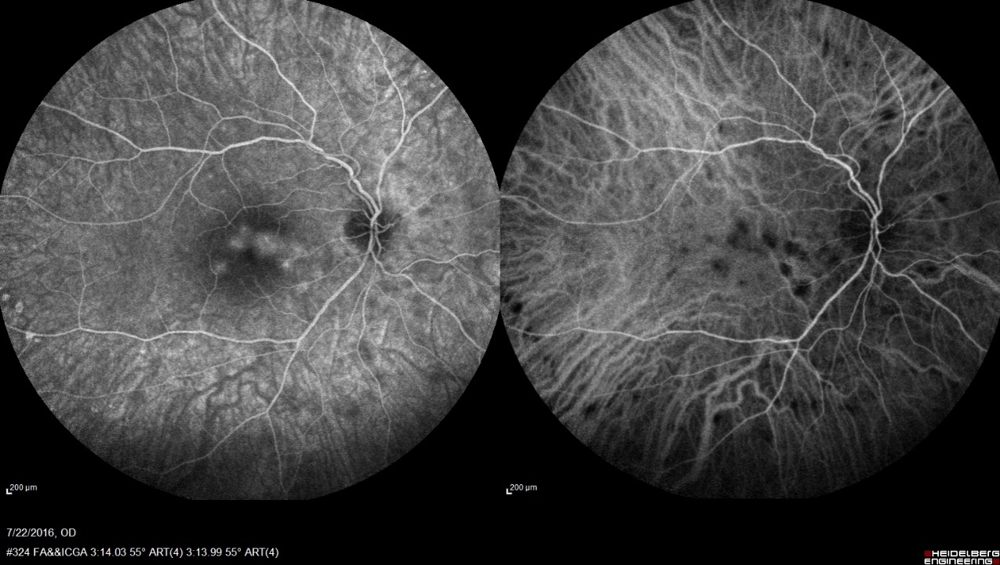 200 µm
200 µm
7/22/2016, OD
#324 FA&&ICGA 3:14.03 55° ART(4) 3:13.99 55° ART(4)
HEIDELBERG
ENGINEERING